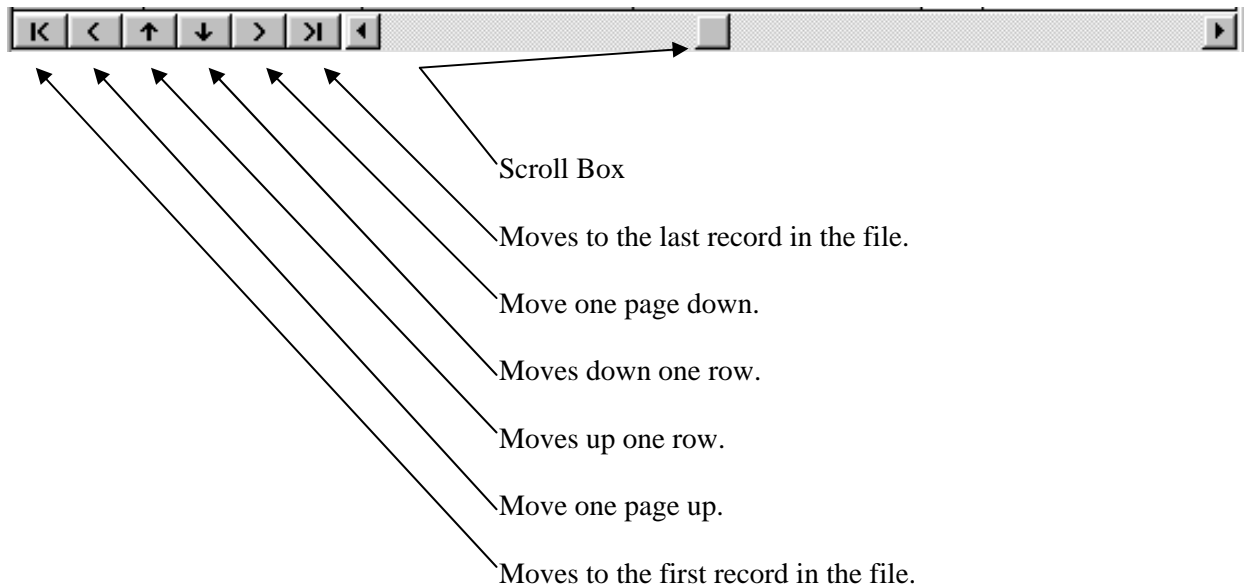 Scroll Box
Moves to the last record in the file.
Move one page down.
Moves down one row.
Moves up one row.
Move one page up.
Moves to the first record in the file.